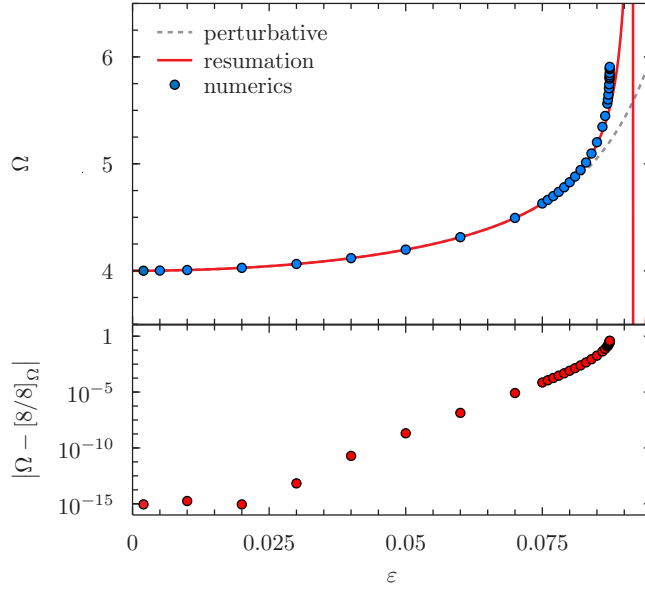 6
perturbative
resumation
numerics
Ω
5
4
1
|Ω − [8/8]_Ω|
10^{-5}
10^{-10}
10^{-15}
0 0.025 0.05 0.075
ε